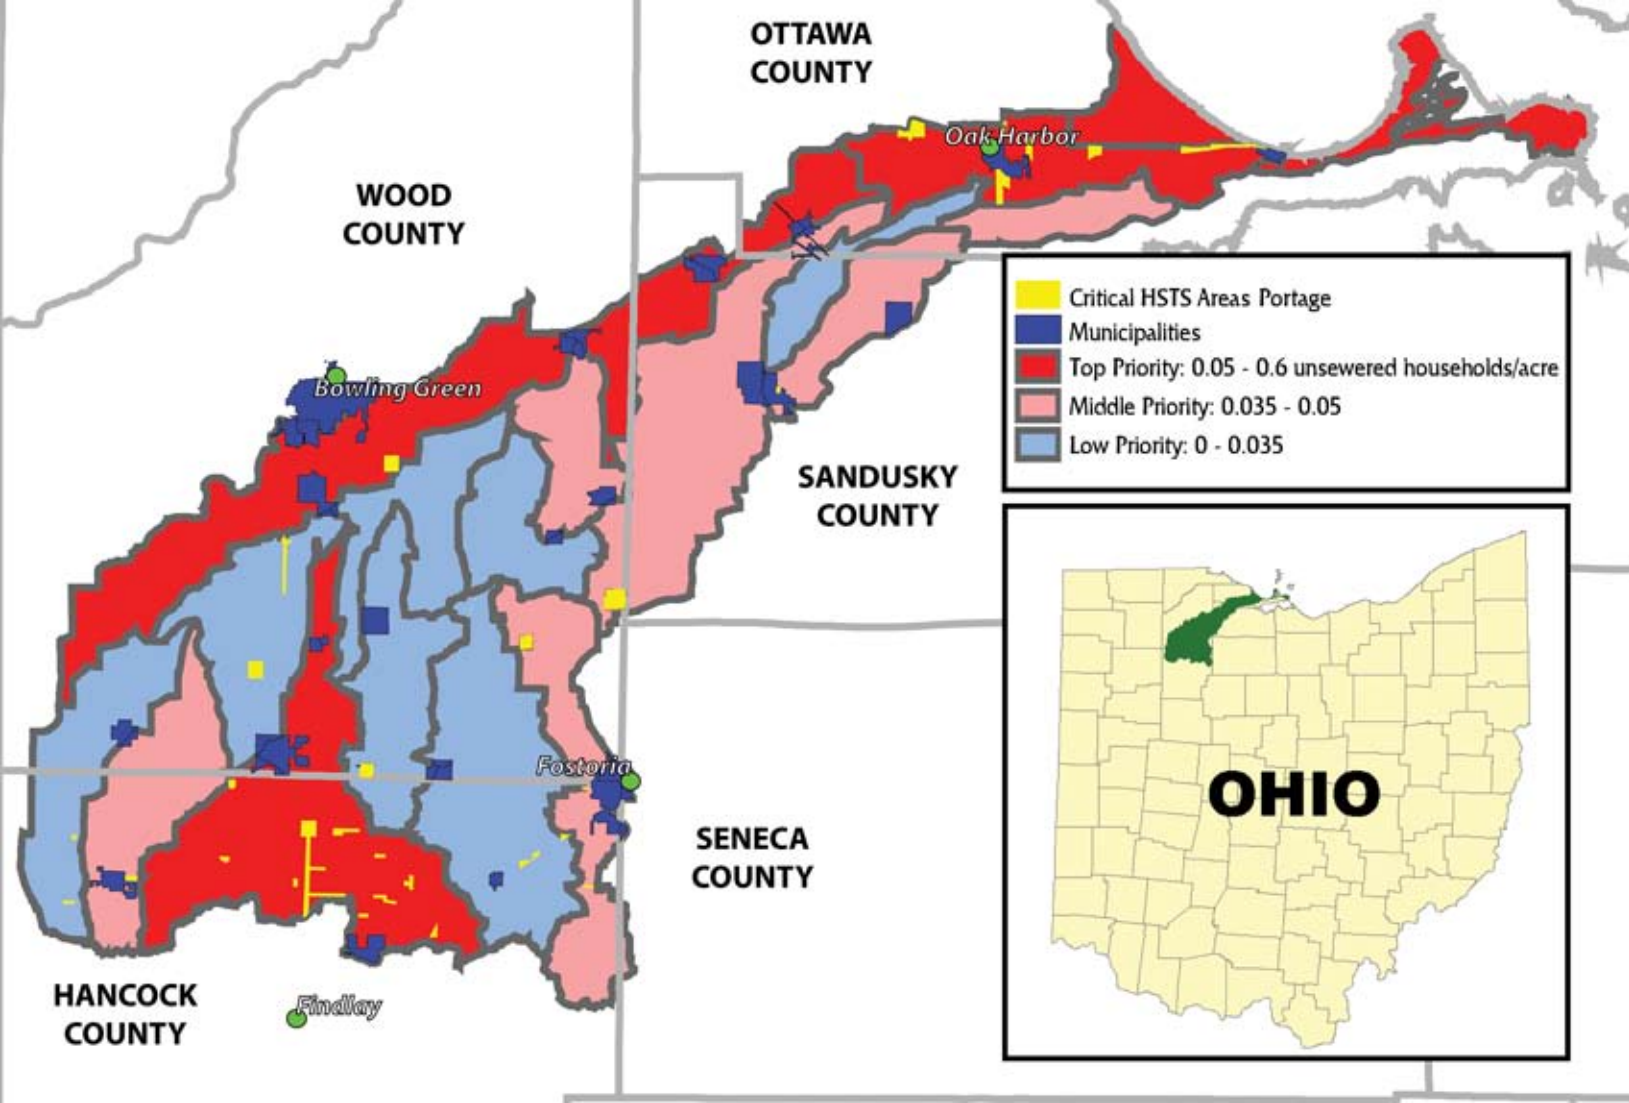 OTTAWA
COUNTY
Oak Harbor
WOOD
COUNTY
Critical HSTS Areas Portage
Municipalities
Top Priority: 0.05 - 0.6 unsewered households/acre
Middle Priority: 0.035 - 0.05
Low Priority: 0 - 0.035
Bowling Green
SANDUSKY
COUNTY
Fostoria
OHIO
SENECA
COUNTY
HANCOCK
COUNTY
Findlay